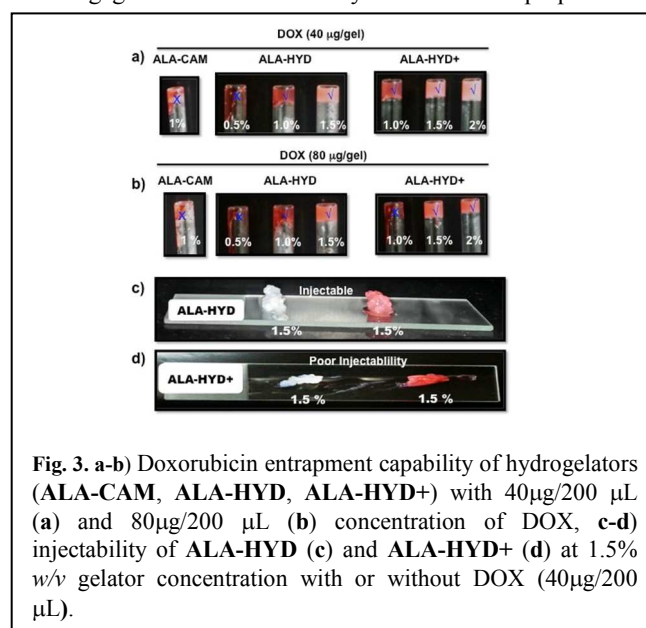 DOX (40 µg/gel)
ALA-CAM ALA-HYD ALA-HYD+
a)
X X √ √ √ √ √
1% 0.5% 1.0% 1.5% 1.0% 1.5% 2%
DOX (80 µg/gel)
ALA-CAM ALA-HYD ALA-HYD+
b)
X X √ √ X √ √
1% 0.5% 1.0% 1.5% 1.0% 1.5% 2%
c) Injectable
ALA-HYD
1.5% 1.5%
d) Poor Injectablility
ALA-HYD+
1.5 % 1.5 %
Fig. 3. a-b) Doxorubicin entrapment capability of hydrogelators
(ALA-CAM, ALA-HYD, ALA-HYD+) with 40µg/200 µL
(a) and 80µg/200 µL (b) concentration of DOX, c-d)
injectability of ALA-HYD (c) and ALA-HYD+ (d) at 1.5%
w/v gelator concentration with or without DOX (40µg/200
µL).